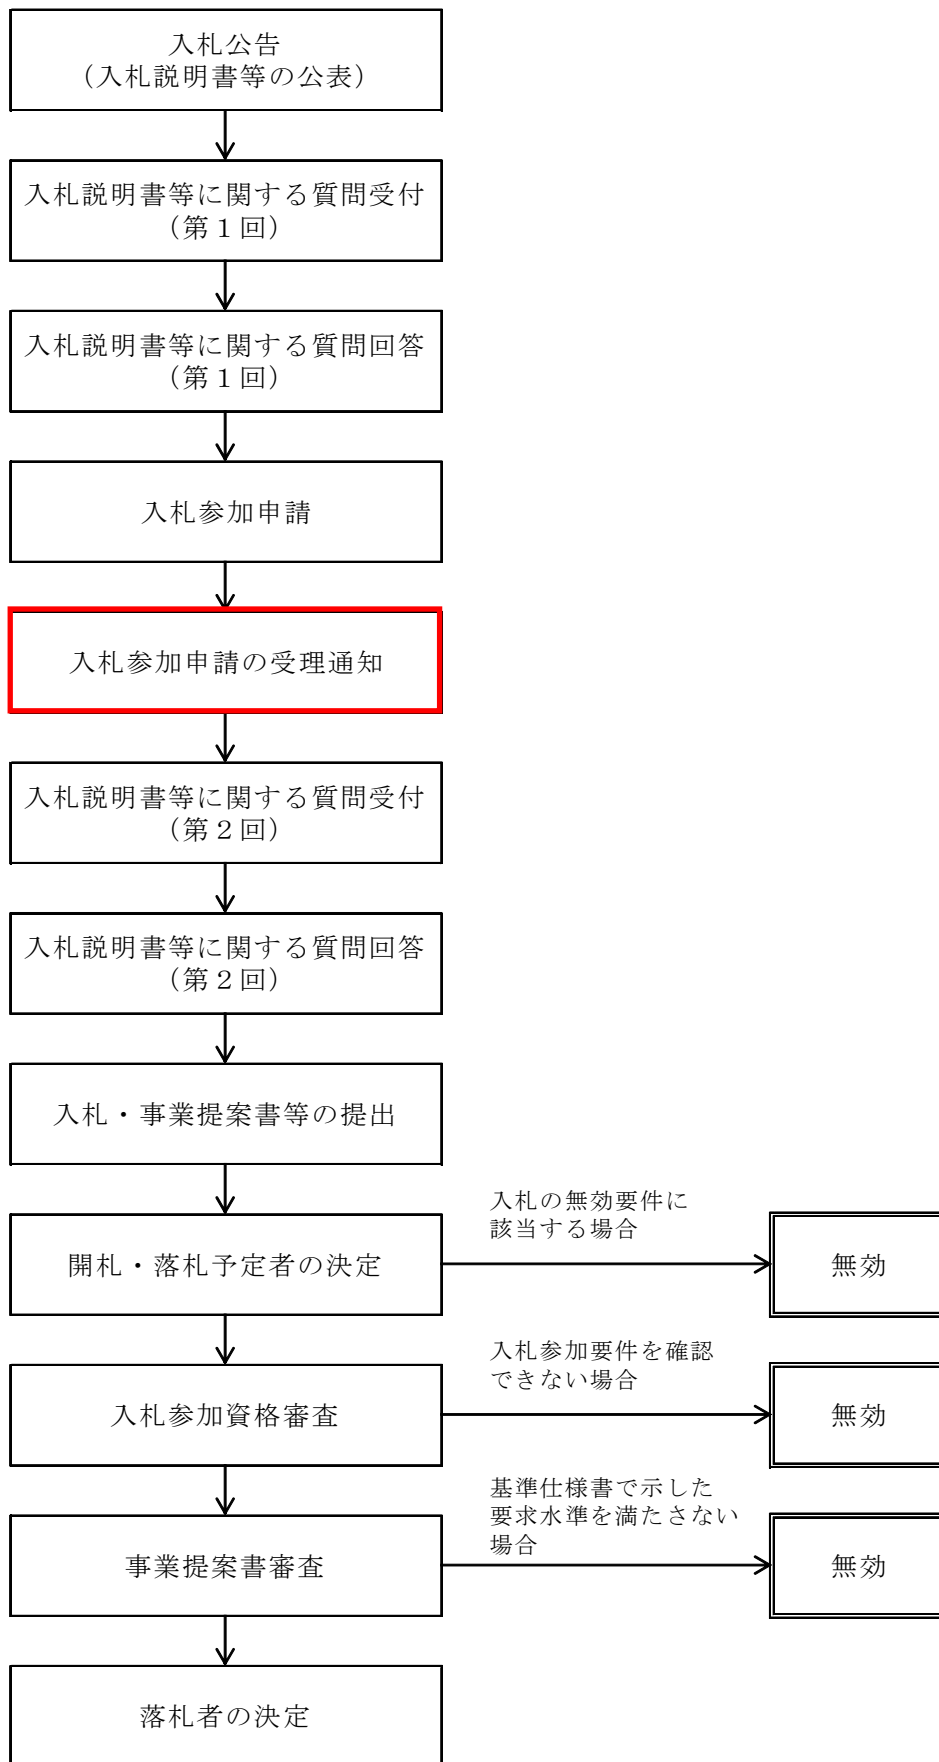 入札公告
（入札説明書等の公表）
入札説明書等に関する質問受付
（第１回）
入札説明書等に関する質問回答
（第１回）
入札参加申請
入札参加申請の受理通知
入札説明書等に関する質問受付
（第２回）
入札説明書等に関する質問回答
（第２回）
入札・事業提案書等の提出
開札・落札予定者の決定
入札の無効要件に
該当する場合
無効
入札参加資格審査
入札参加要件を確認
できない場合
無効
事業提案書審査
基準仕様書で示した
要求水準を満たさない
場合
無効
落札者の決定